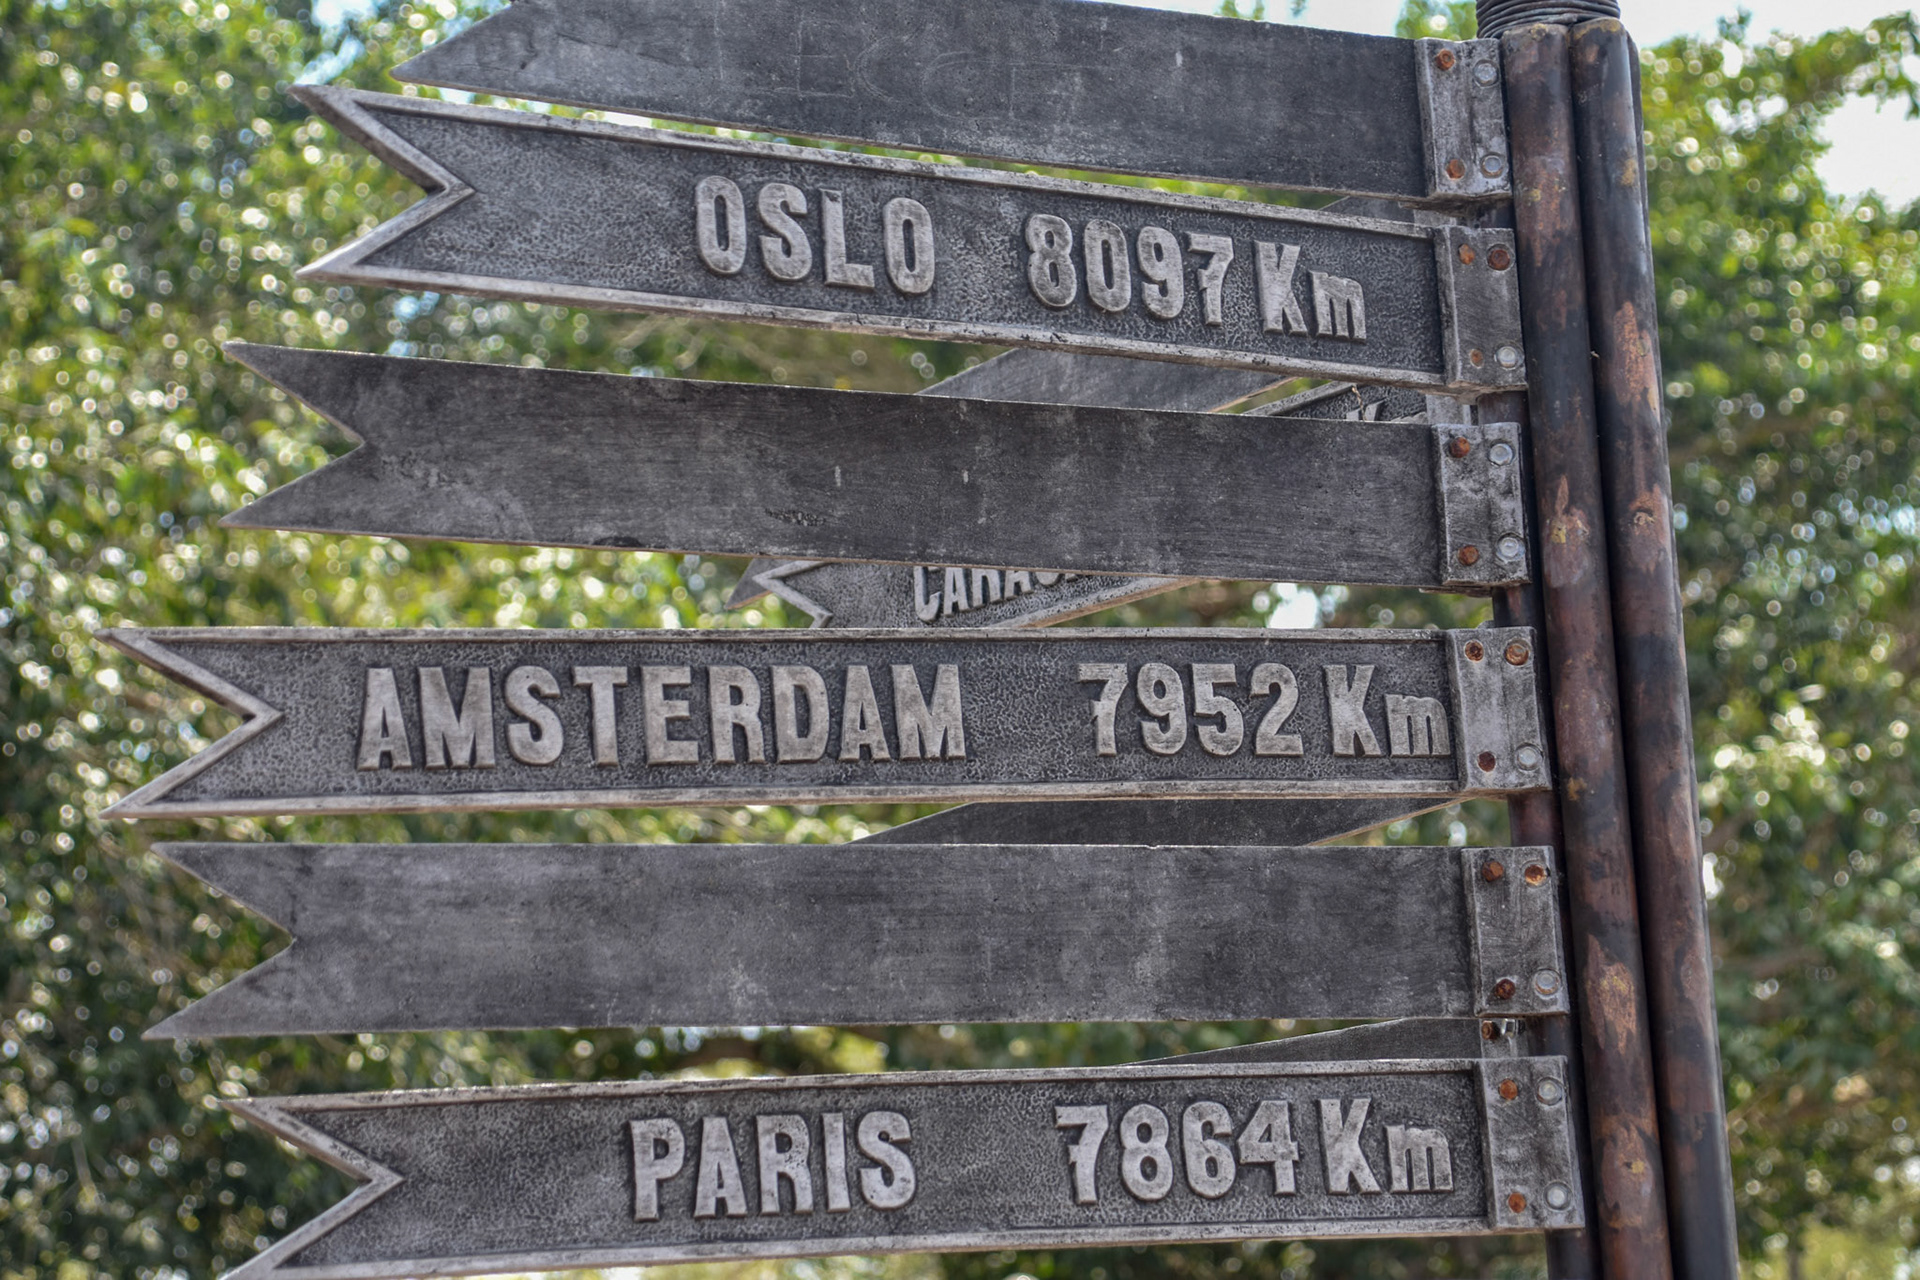 OSLO 8097 Km
AMSTERDAM 7952 Km
PARIS 7864 Km